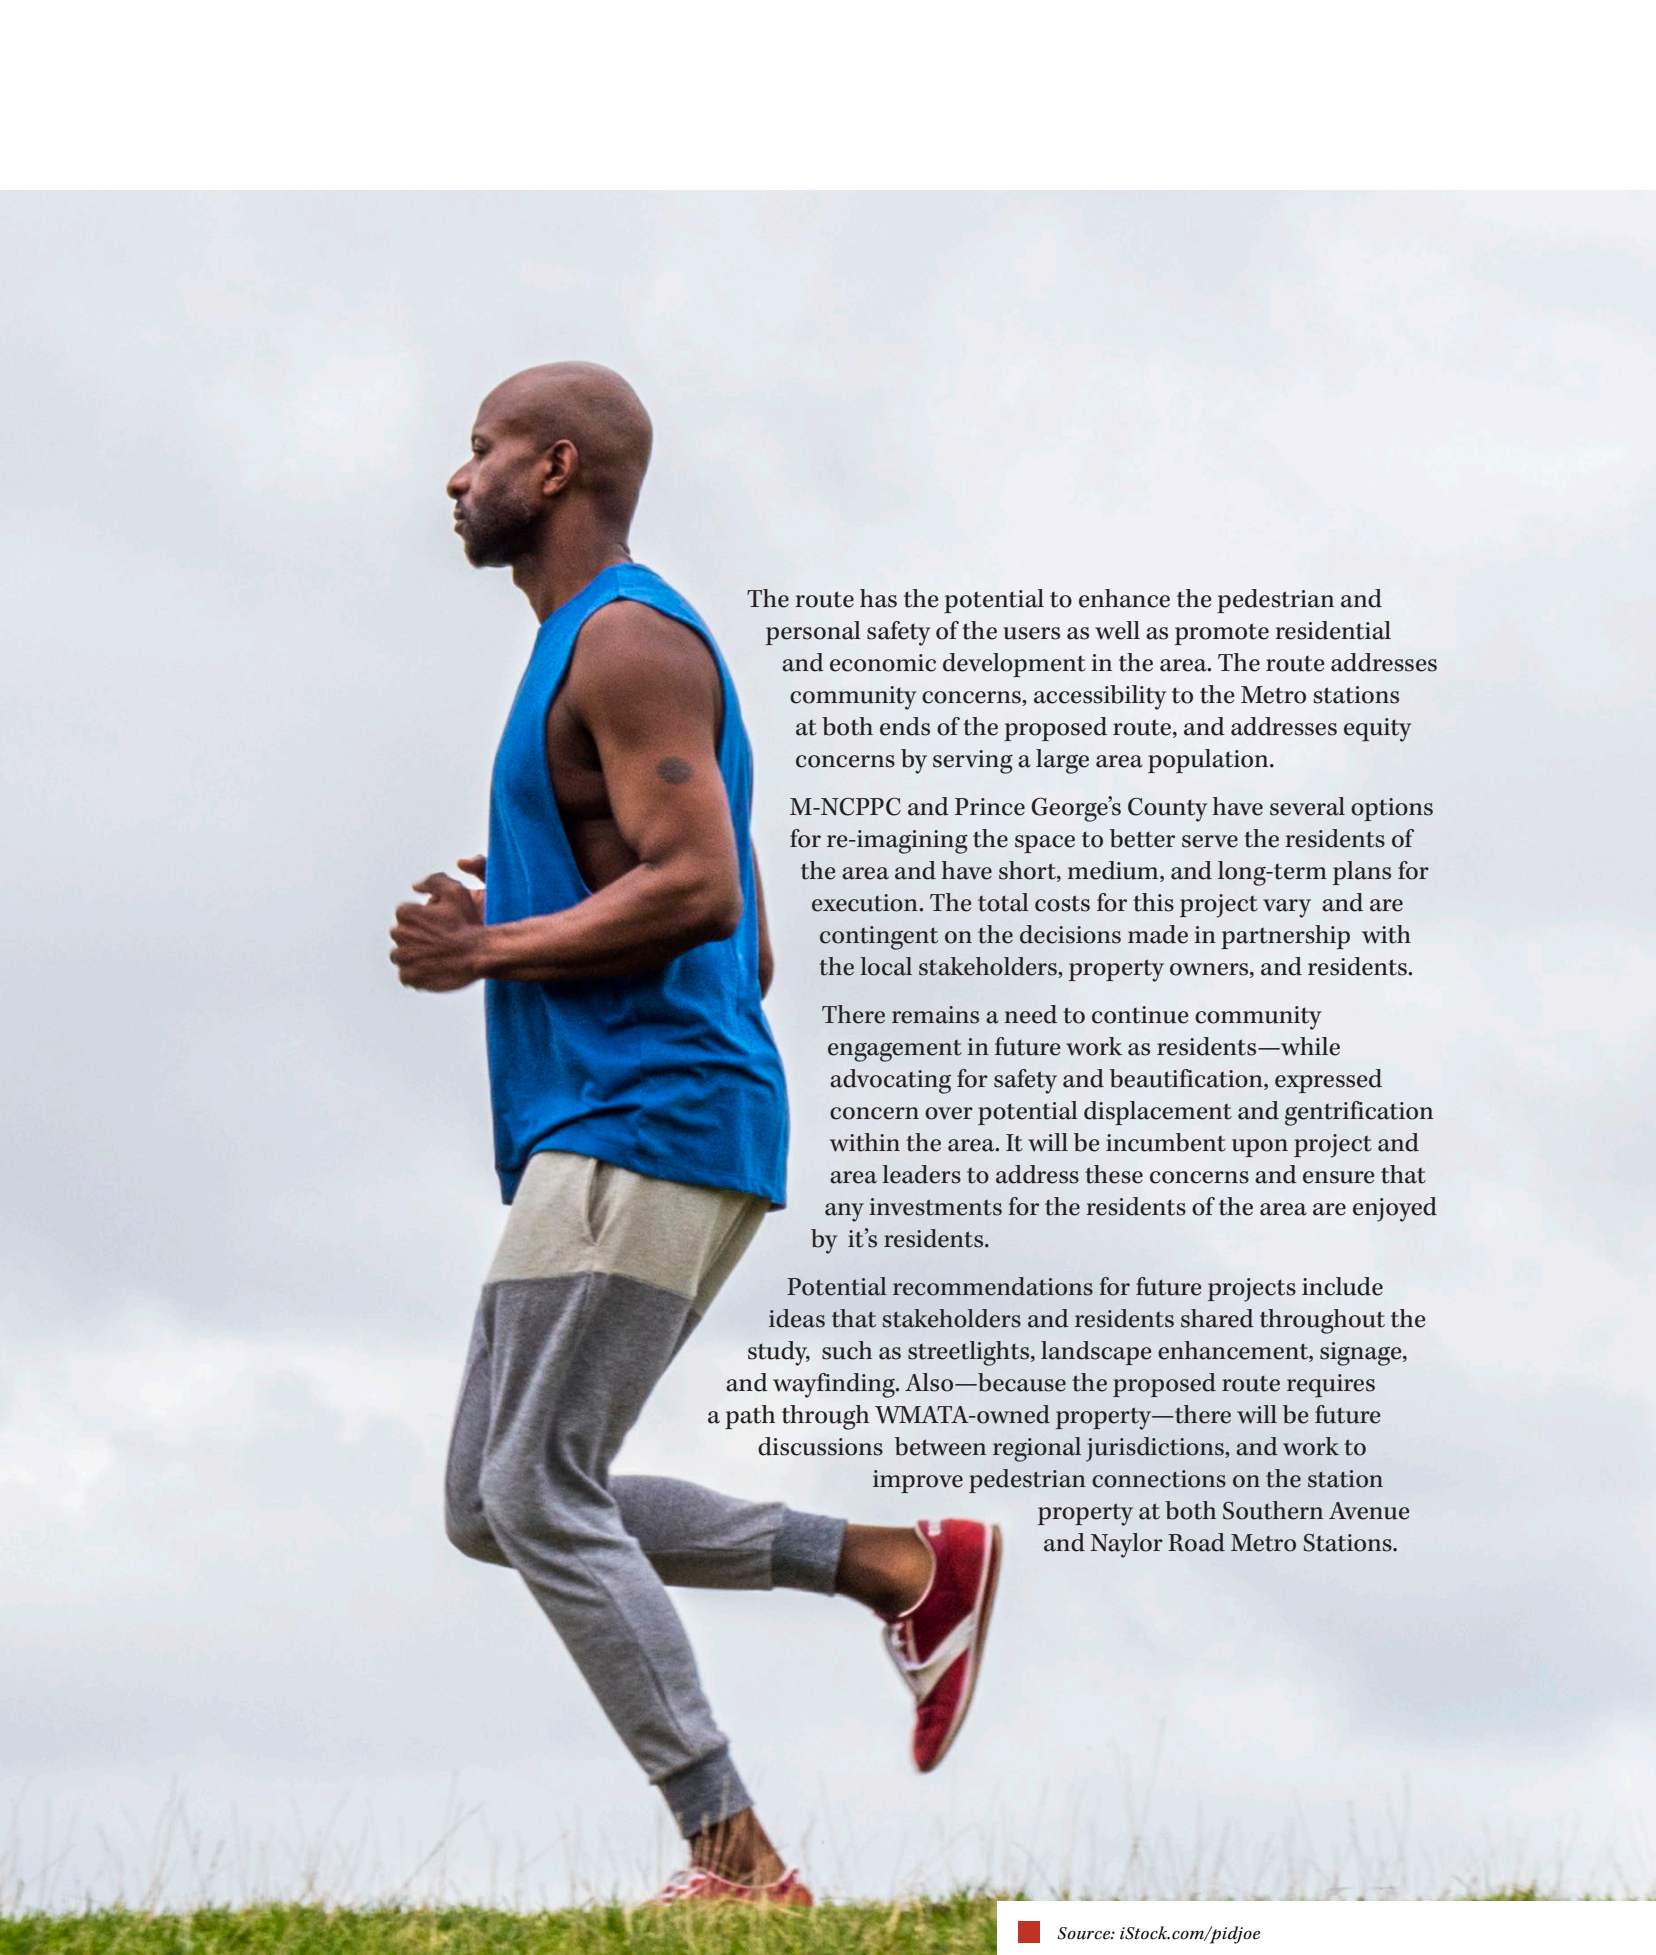 The route has the potential to enhance the pedestrian and
personal safety of the users as well as promote residential
and economic development in the area. The route addresses
community concerns, accessibility to the Metro stations
at both ends of the proposed route, and addresses equity
concerns by serving a large area population.
M-NCPPC and Prince George’s County have several options
for re-imagining the space to better serve the residents of
the area and have short, medium, and long-term plans for
execution. The total costs for this project vary and are
contingent on the decisions made in partnership with
the local stakeholders, property owners, and residents.
There remains a need to continue community
engagement in future work as residents—while
advocating for safety and beautification, expressed
concern over potential displacement and gentrification
within the area. It will be incumbent upon project and
area leaders to address these concerns and ensure that
any investments for the residents of the area are enjoyed
by it’s residents.
Potential recommendations for future projects include
ideas that stakeholders and residents shared throughout the
study, such as streetlights, landscape enhancement, signage,
and wayfinding. Also—because the proposed route requires
a path through WMATA-owned property—there will be future
discussions between regional jurisdictions, and work to
improve pedestrian connections on the station
property at both Southern Avenue
and Naylor Road Metro Stations.
Source: iStock.com/pidjoe